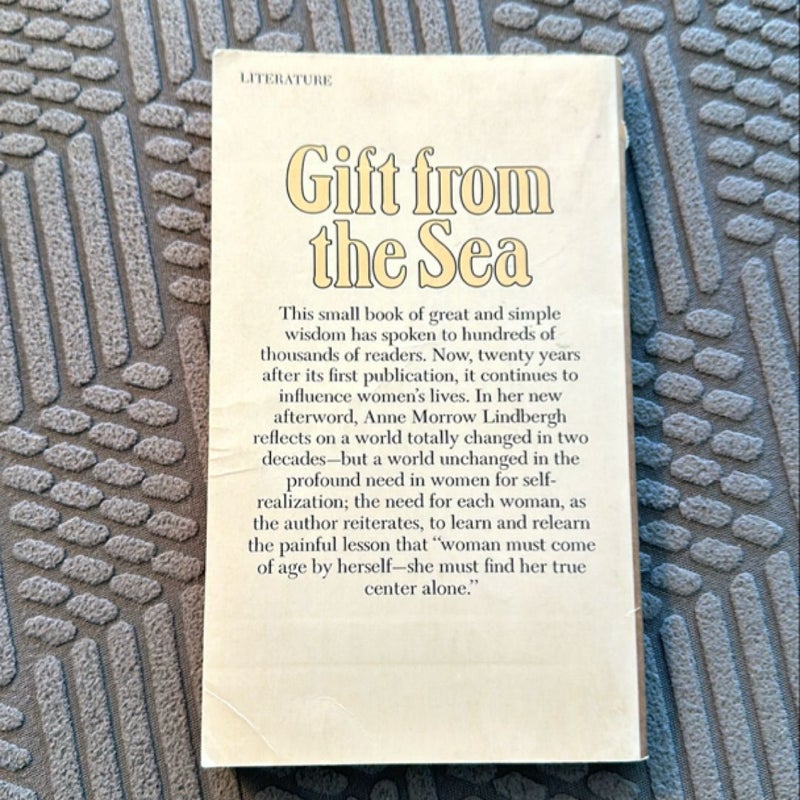 LITERATURE
Gift from
the Sea
This small book of great and simple
wisdom has spoken to hundreds of
thousands of readers. Now, twenty years
after its first publication, it continues to
influence women's lives. In her new
afterword, Anne Morrow Lindbergh
reflects on a world totally changed in two
decades—but a world unchanged in the
profound need in women for self-
realization; the need for each woman, as
the author reiterates, to learn and relearn
the painful lesson that “woman must come
of age by herself—she must find her true
center alone.”